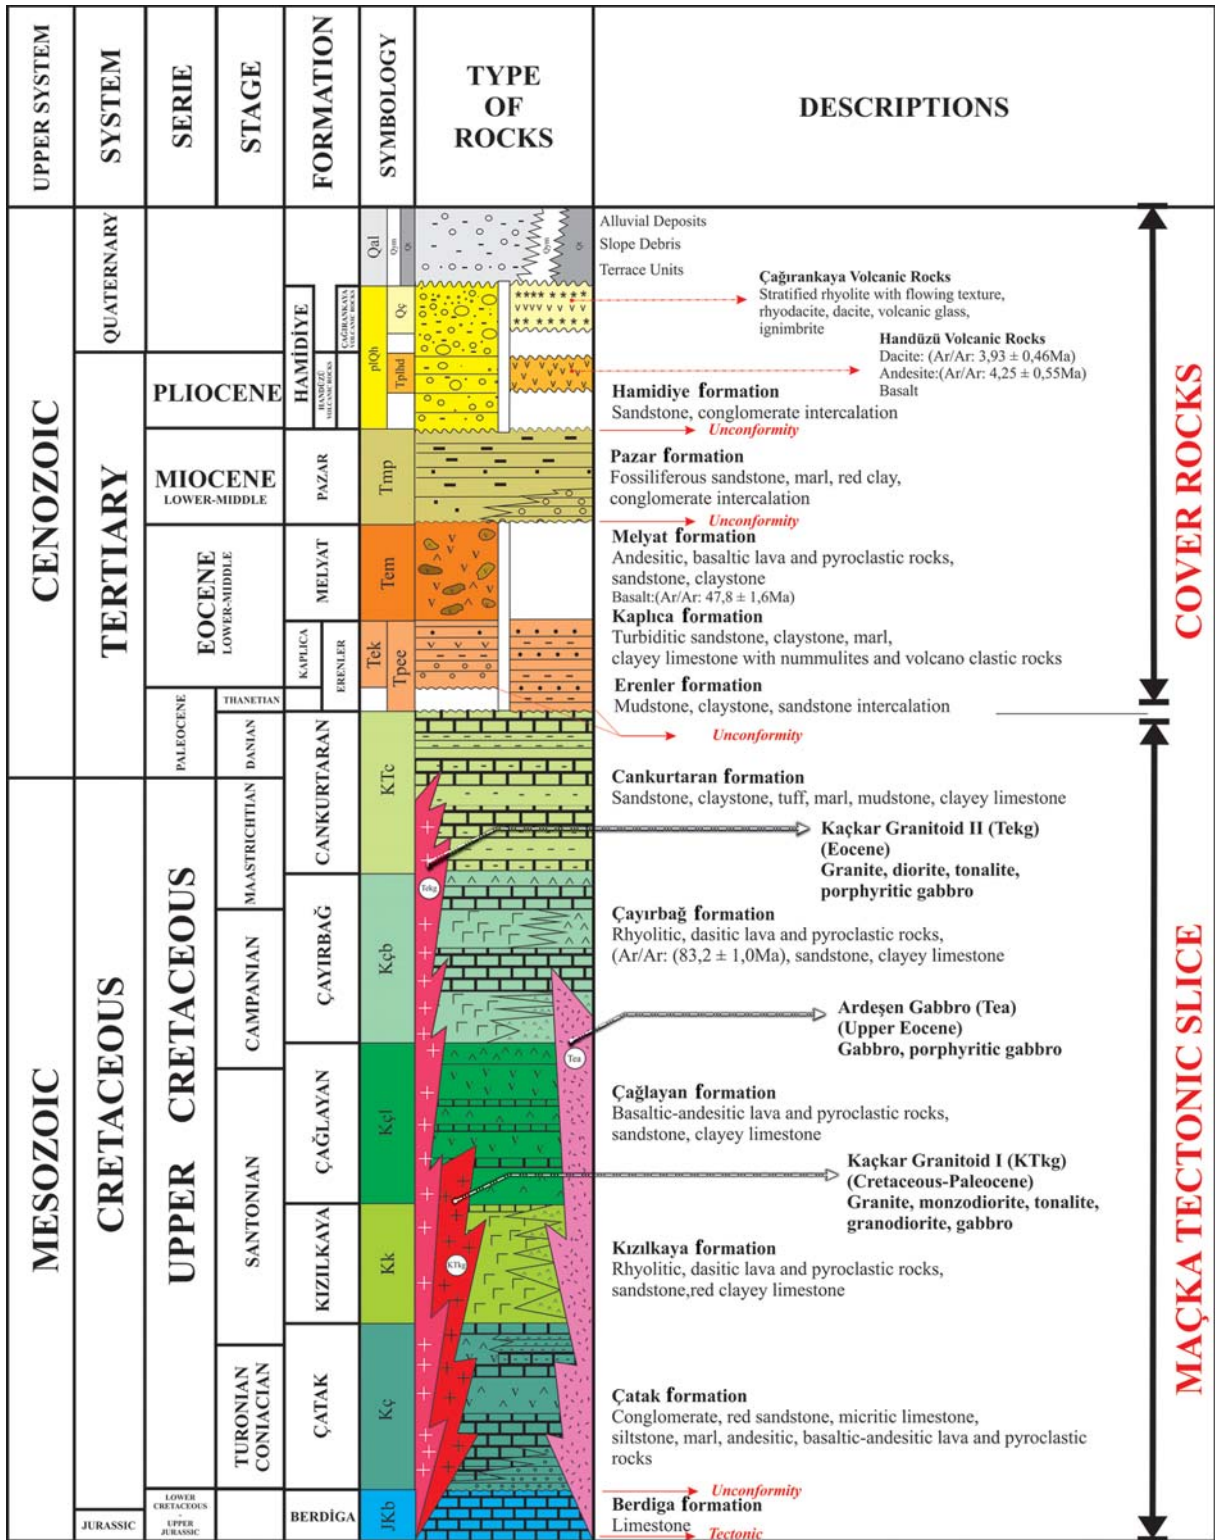 UPPER SYSTEM
SYSTEM
SERIE
STAGE
FORMATION
SYMBOLOGY
TYPE
OF
ROCKS
DESCRIPTIONS
CENOZOIC
MESOZOIC
QUATERNARY
TERTIARY
CRETACEOUS
JURASSIC
PLIOCENE
MIOCENE
LOWER-MIDDLE
EOCENE
LOWER-MIDDLE
PALEOCENE
UPPER CRETACEOUS
LOWER
CRETACEOUS
-
UPPER
JURASSIC
THANETIAN
DANIAN
MAASTRICHTIAN
CAMPANIAN
SANTONIAN
TURONIAN
CONIACIAN
HAMİDİYE
ÇAĞIRANKAYA
VOLCANIC ROCKS
HANDÜZÜ
VOLCANIC ROCKS
PAZAR
MELYAT
KAPLICA
ERENLER
CANKURTARAN
ÇAYIRBAĞ
ÇAĞLAYAN
KIZILKAYA
ÇATAK
BERDİGA
Qal
Qym
Qt
plQh
Qç
Tplhd
Tmp
Tem
Tek
Tpee
KTc
Kçb
Kçl
Kk
Kç
JKb
Qym
Qt
Tekg
Tea
KTkg
Alluvial Deposits
Slope Debris
Terrace Units
Çağırankaya Volcanic Rocks
Stratified rhyolite with flowing texture,
rhyodacite, dacite, volcanic glass,
ignimbrite
Handüzü Volcanic Rocks
Dacite: (Ar/Ar: 3,93 ± 0,46Ma)
Andesite:(Ar/Ar: 4,25 ± 0,55Ma)
Basalt
Hamidiye formation
Sandstone, conglomerate intercalation
Unconformity
Pazar formation
Fossiliferous sandstone, marl, red clay,
conglomerate intercalation
Unconformity
Melyat formation
Andesitic, basaltic lava and pyroclastic rocks,
sandstone, claystone
Basalt:(Ar/Ar: 47,8 ± 1,6Ma)
Kaplıca formation
Turbiditic sandstone, claystone, marl,
clayey limestone with nummulites and volcano clastic rocks
Erenler formation
Mudstone, claystone, sandstone intercalation
Unconformity
Cankurtaran formation
Sandstone, claystone, tuff, marl, mudstone, clayey limestone
Kaçkar Granitoid II (Tekg)
(Eocene)
Granite, diorite, tonalite,
porphyritic gabbro
Çayırbağ formation
Rhyolitic, dasitic lava and pyroclastic rocks,
(Ar/Ar: (83,2 ± 1,0Ma), sandstone, clayey limestone
Ardeşen Gabbro (Tea)
(Upper Eocene)
Gabbro, porphyritic gabbro
Çağlayan formation
Basaltic-andesitic lava and pyroclastic rocks,
sandstone, clayey limestone
Kaçkar Granitoid I (KTkg)
(Cretaceous-Paleocene)
Granite, monzodiorite, tonalite,
granodiorite, gabbro
Kızılkaya formation
Rhyolitic, dasitic lava and pyroclastic rocks,
sandstone,red clayey limestone
Çatak formation
Conglomerate, red sandstone, micritic limestone,
siltstone, marl, andesitic, basaltic-andesitic lava and pyroclastic
rocks
Unconformity
Berdiga formation
Limestone
Tectonic
COVER ROCKS
MAÇKA TECTONIC SLICE